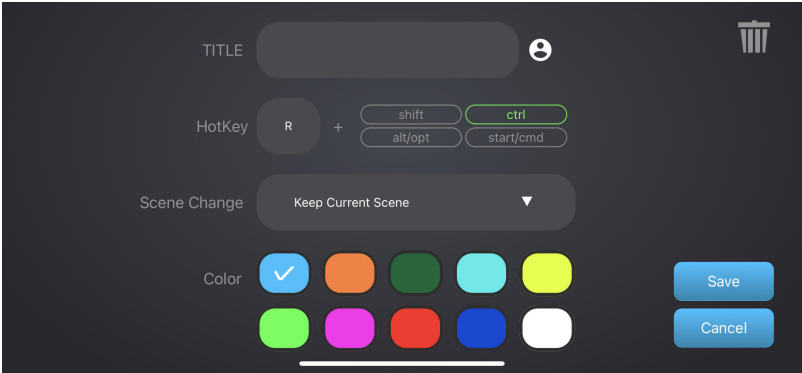 TITLE
HotKey R + shift ctrl
alt/opt start/cmd
Scene Change Keep Current Scene ▼
Color
Save
Cancel